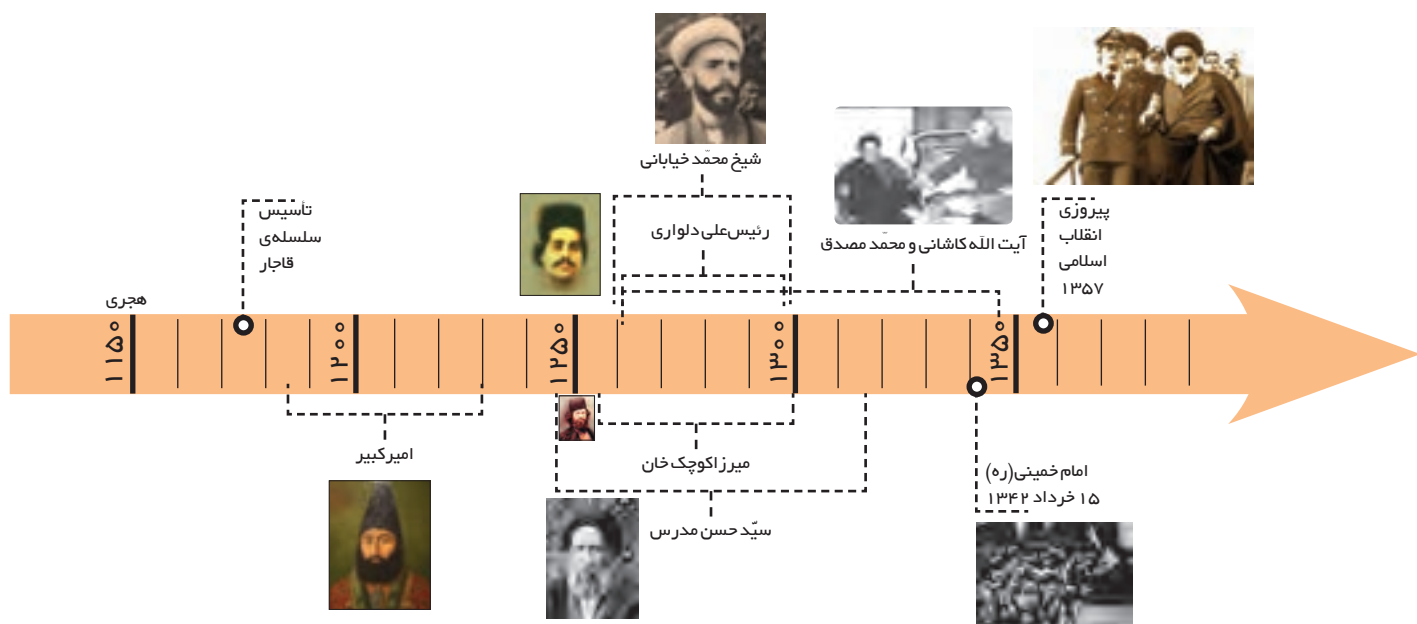 شیخ محمّد خیابانی
رئیس‌علی دلواری
آیت اللّه کاشانی و محمّد مصدق
پیروزی
انقلاب
اسلامی
۱۳۵۷
تأسیس
سلسله‌ی
قاجار
هجری
۱۱۵۰
۱۲۰۰
۱۲۵۰
۱۳۰۰
۱۳۵۰
امیرکبیر
میرزاکوچک خان
سیّد حسن مدرس
امام خمینی(ره)
۱۵ خرداد ۱۳۴۲